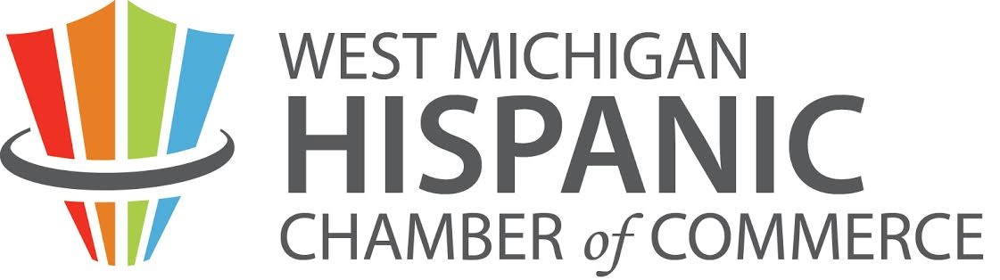 WEST MICHIGAN
HISPANIC
CHAMBER of COMMERCE